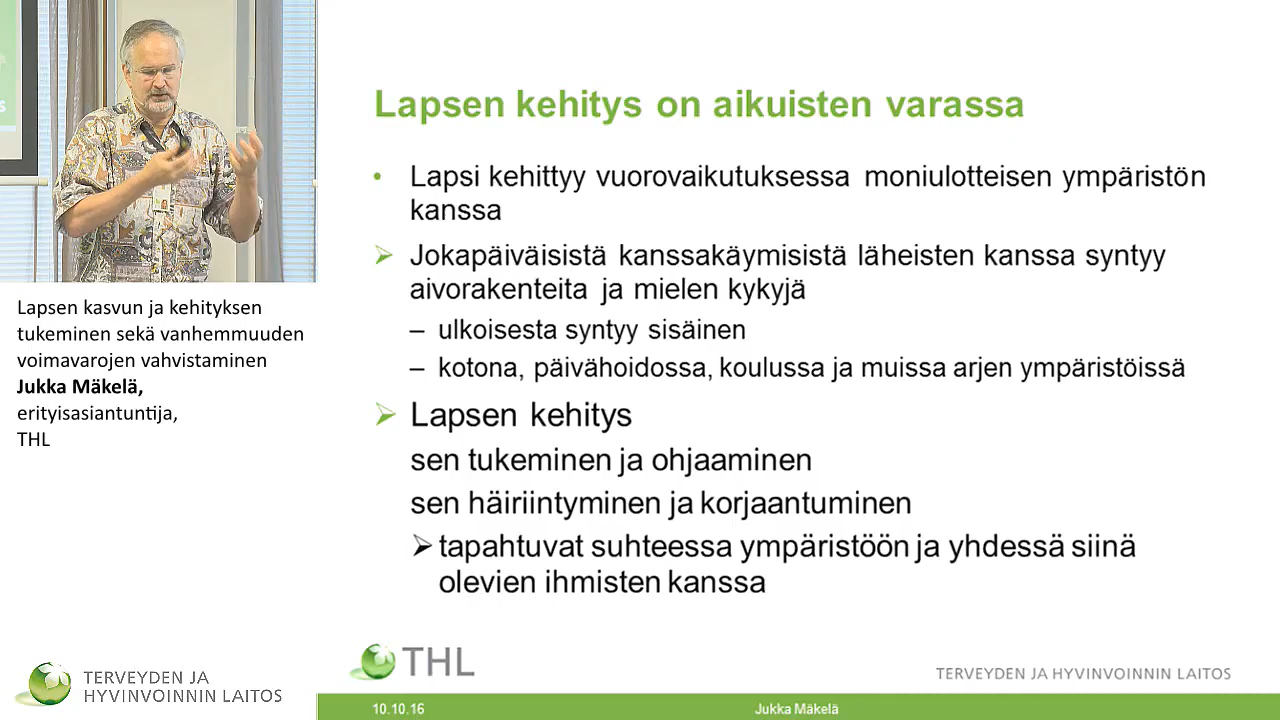 Lapsen kehitys on aikuisten varassa
• Lapsi kehittyy vuorovaikutuksessa moniulotteisen ympäristön
kanssa
➢ Jokapäiväisistä kanssakäymisistä läheisten kanssa syntyy
aivorakenteita ja mielen kykyjä
– ulkoisesta syntyy sisäinen
– kotona, päivähoidossa, koulussa ja muissa arjen ympäristöissä
➢ Lapsen kehitys
sen tukeminen ja ohjaaminen
sen häiriintyminen ja korjaantuminen
➢ tapahtuvat suhteessa ympäristöön ja yhdessä siinä
olevien ihmisten kanssa
Lapsen kasvun ja kehityksen
tukeminen sekä vanhemmuuden
voimavarojen vahvistaminen
Jukka Mäkelä,
erityisasiantuntija,
THL
TERVEYDEN JA
HYVINVOINNIN LAITOS
THL
TERVEYDEN JA HYVINVOINNIN LAITOS
10.10.16
Jukka Mäkelä